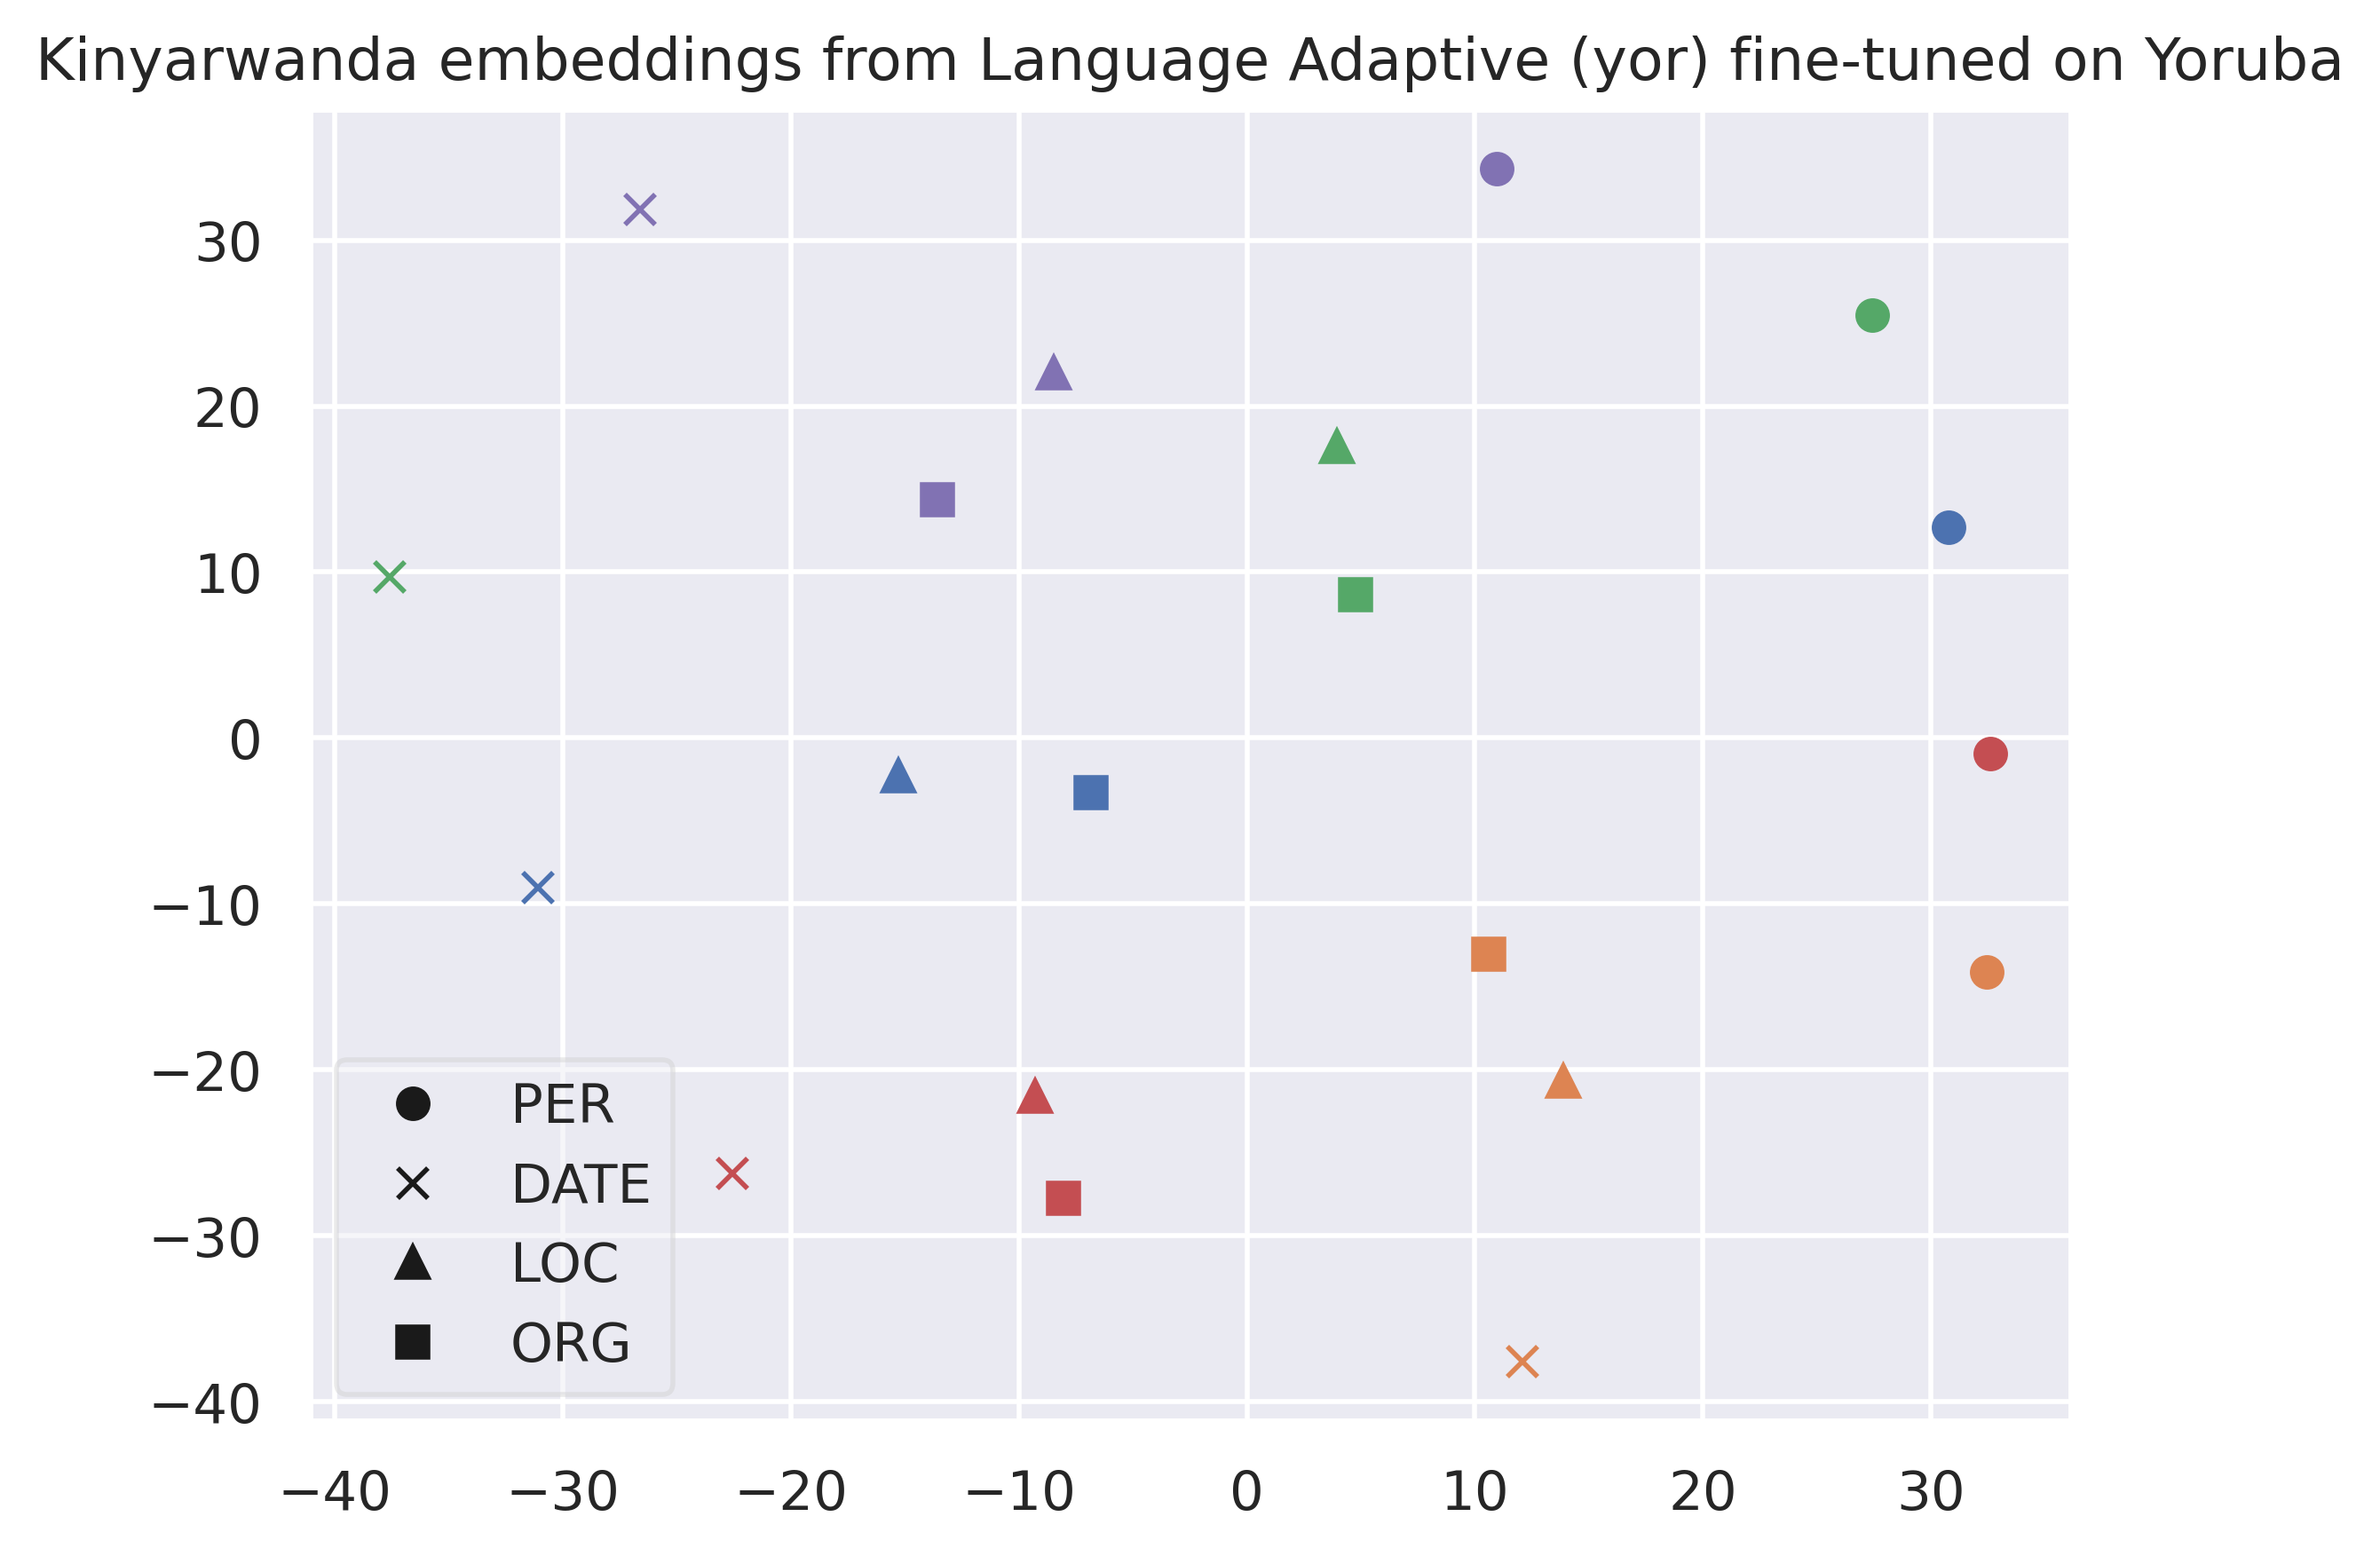 Kinyarwanda embeddings from Language Adaptive (yor) fine-tuned on Yoruba
30
20
10
0
−10
−20
−30
−40
PER
DATE
LOC
ORG
−40 −30 −20 −10 0 10 20 30